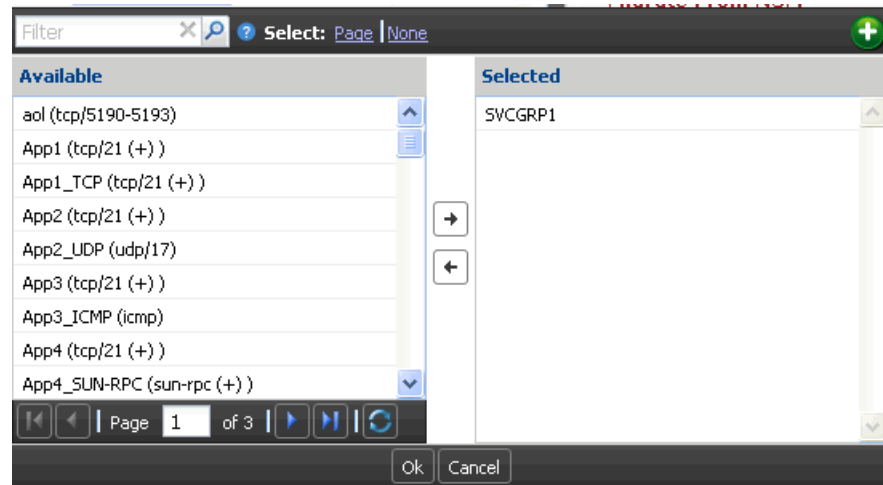 Filter Select: Page None
Available
aol (tcp/5190-5193)
App1 (tcp/21 (+) )
App1_TCP (tcp/21 (+) )
App2 (tcp/21 (+) )
App2_UDP (udp/17)
App3 (tcp/21 (+) )
App3_ICMP (icmp)
App4 (tcp/21 (+) )
App4_SUN-RPC (sun-rpc (+) )
Page 1 of 3
Selected
SVCGRP1
Ok Cancel